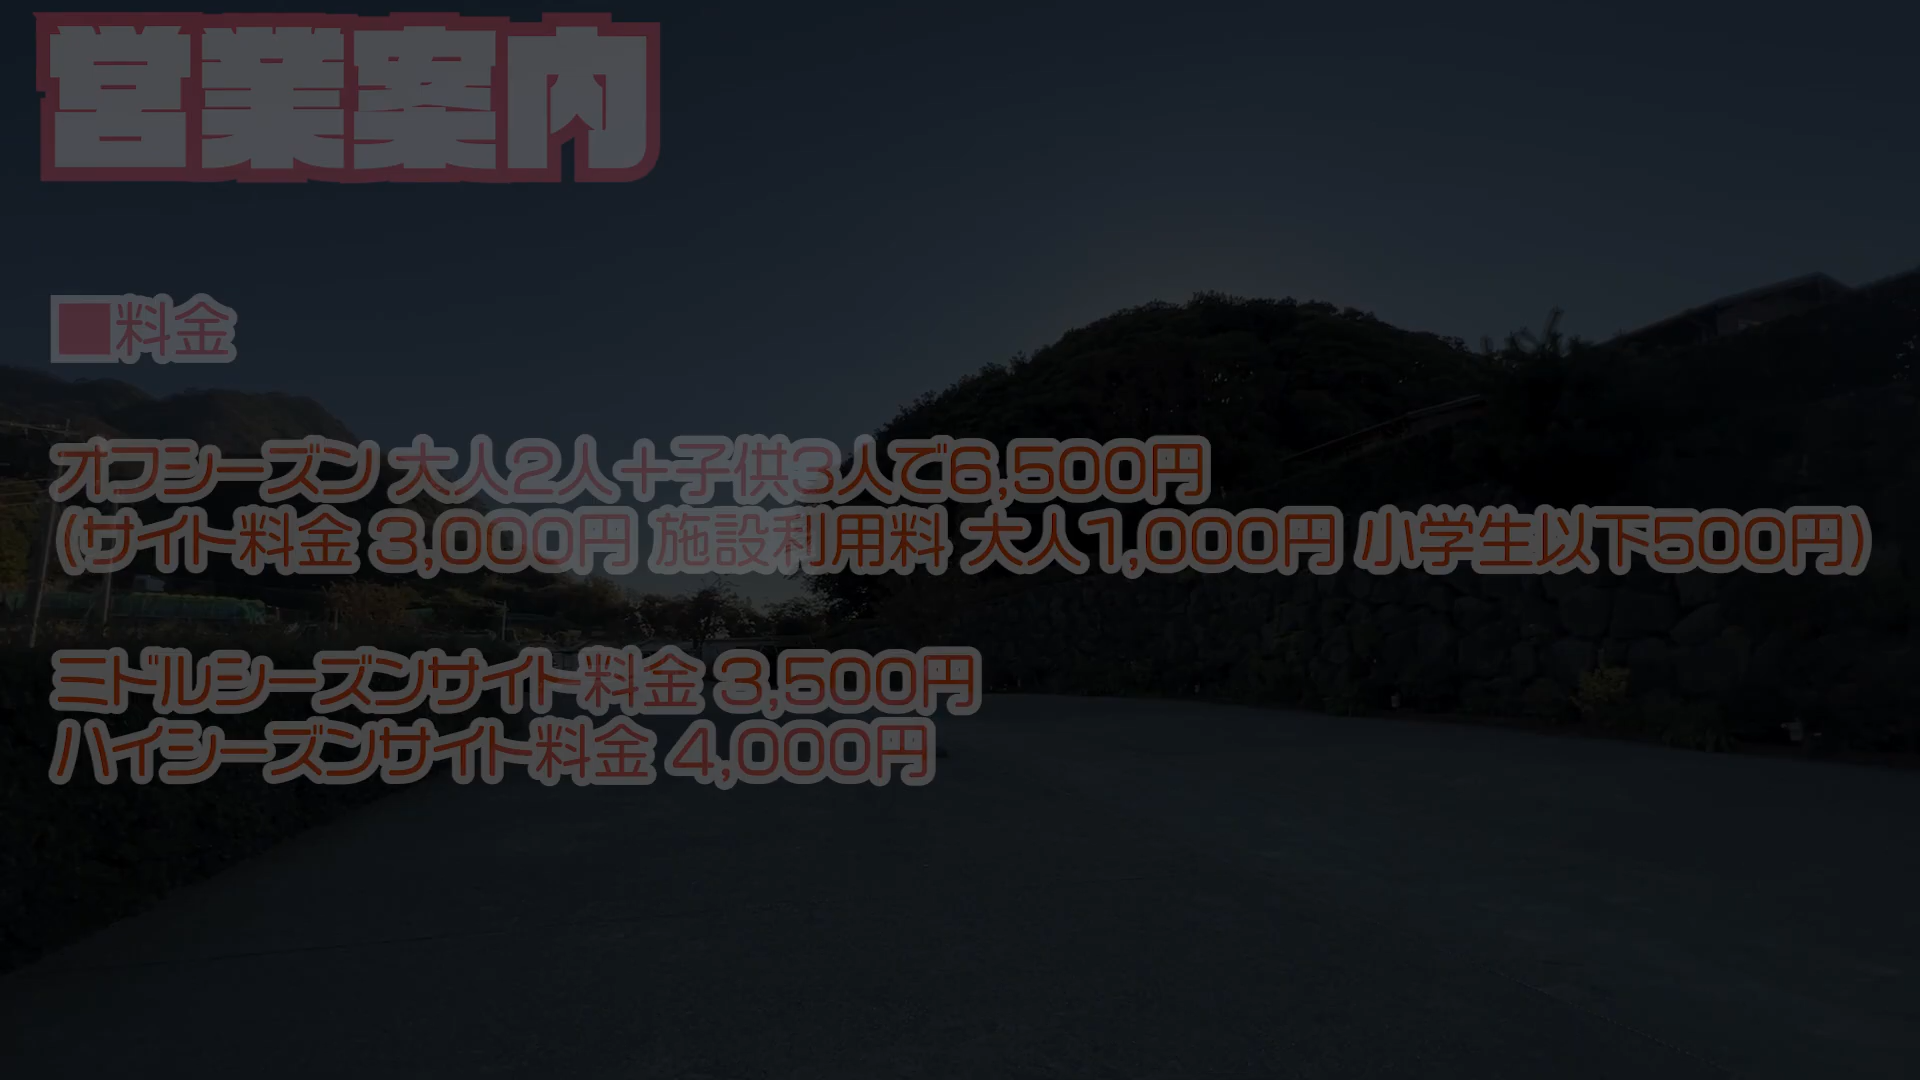 営業案内
■料金
オフシーズン 大人2人＋子供3人で6,500円
(サイト料金 3,000円 施設利用料 大人1,000円 小学生以下500円)
ミドルシーズンサイト料金 3,500円
ハイシーズンサイト料金 4,000円